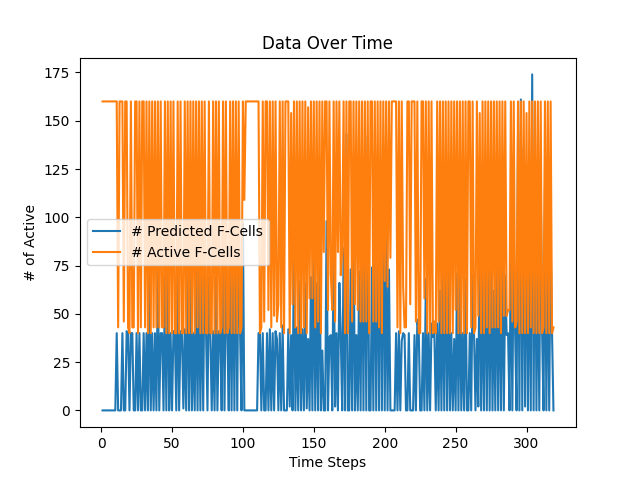 Data Over Time
175
150
125
100
75
50
25
0
# of Active
# Predicted F-Cells
# Active F-Cells
0 50 100 150 200 250 300
Time Steps